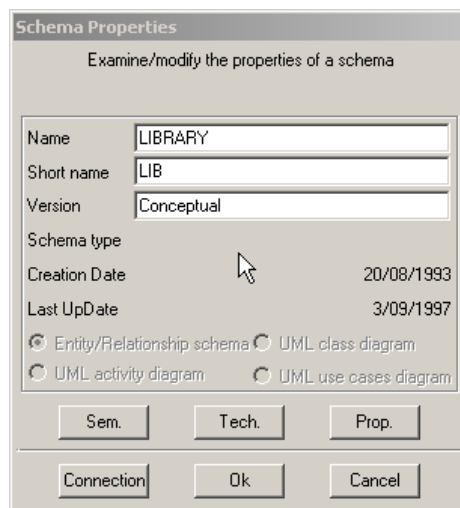 Schema Properties
Examine/modify the properties of a schema
Name LIBRARY
Short name LIB
Version Conceptual
Schema type
Creation Date 20/08/1993
Last UpDate 3/09/1997
Entity/Relationship schema UML class diagram
UML activity diagram UML use cases diagram
Sem. Tech. Prop.
Connection Ok Cancel